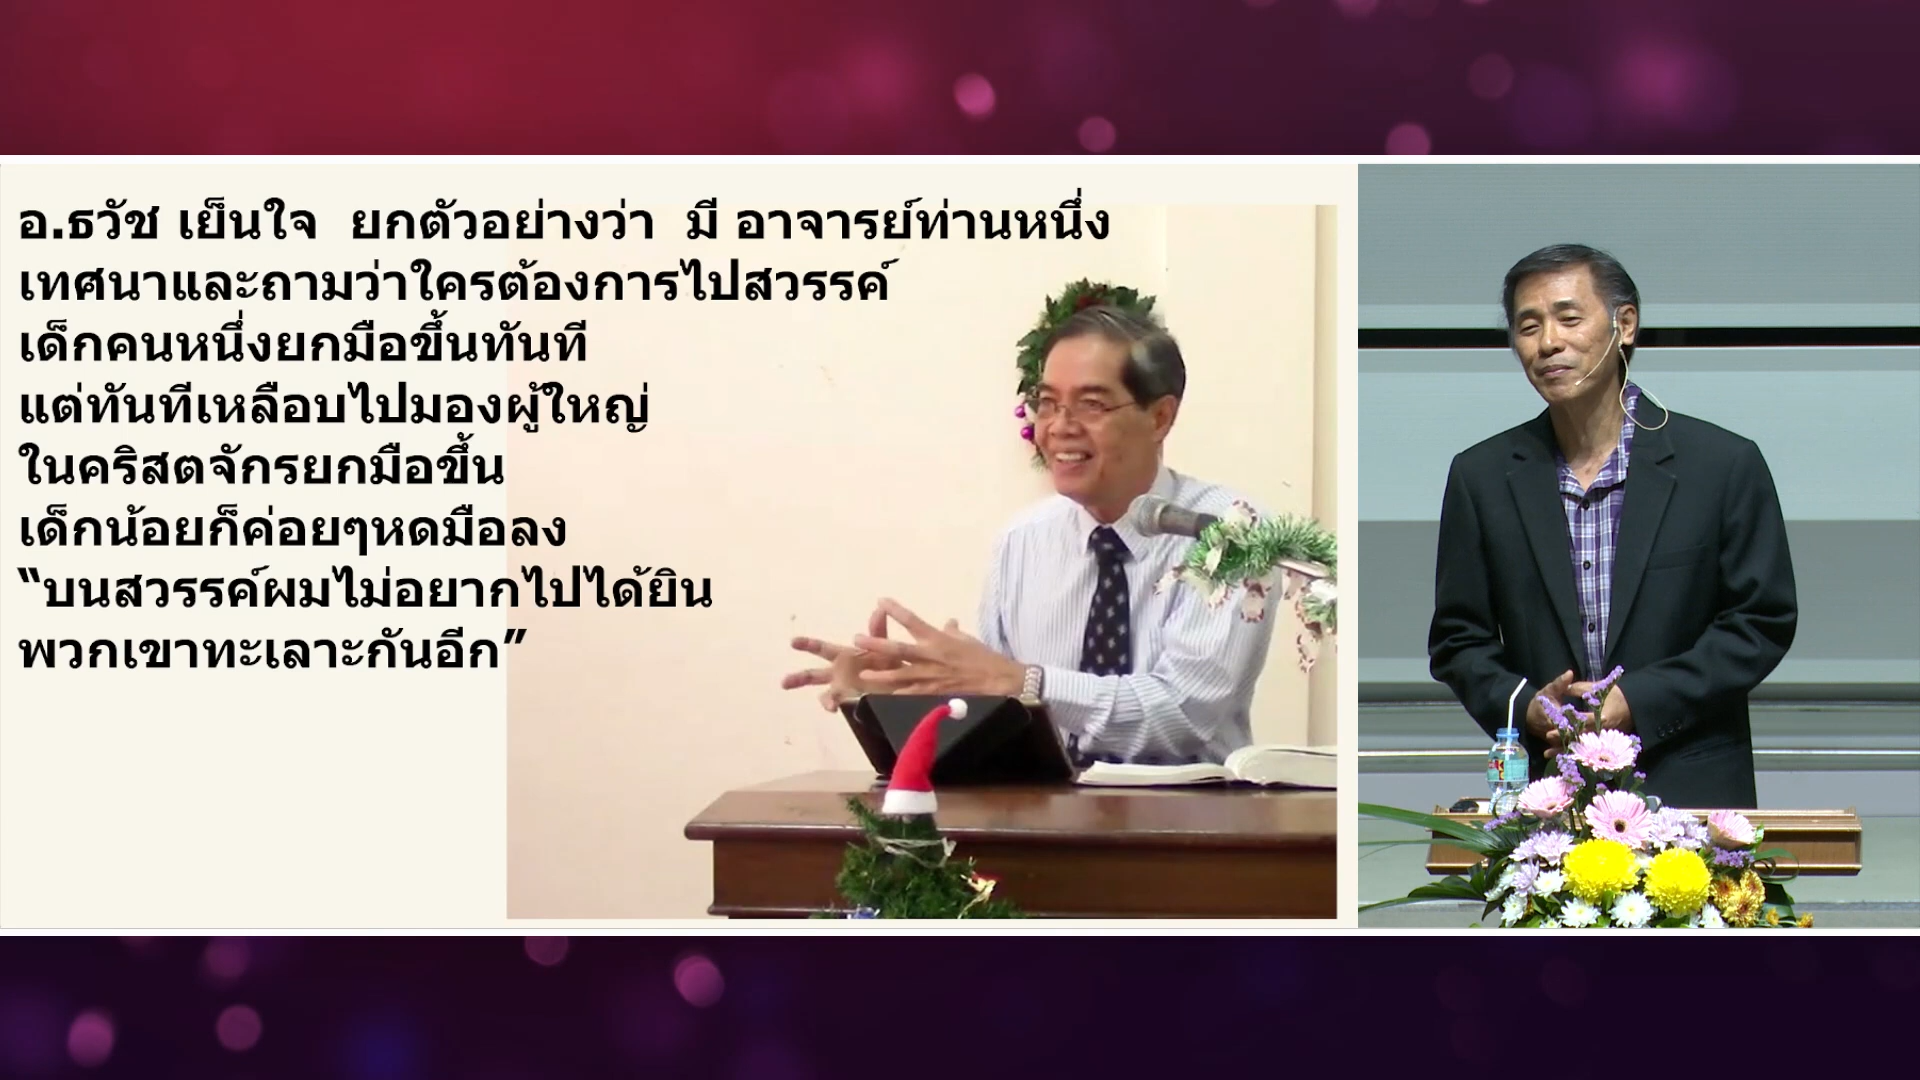 อ.ธวัช เย็นใจ ยกตัวอย่างว่า มี อาจารย์ท่านหนึ่ง
เทศนาและถามว่าใครต้องการไปสวรรค์
เด็กคนหนึ่งยกมือขึ้นทันที
แต่ทันทีเหลือบไปมองผู้ใหญ่
ในคริสตจักรยกมือขึ้น
เด็กน้อยก็ค่อยๆหดมือลง
“บนสวรรค์ผมไม่อยากไปได้ยิน
พวกเขาทะเลาะกันอีก”